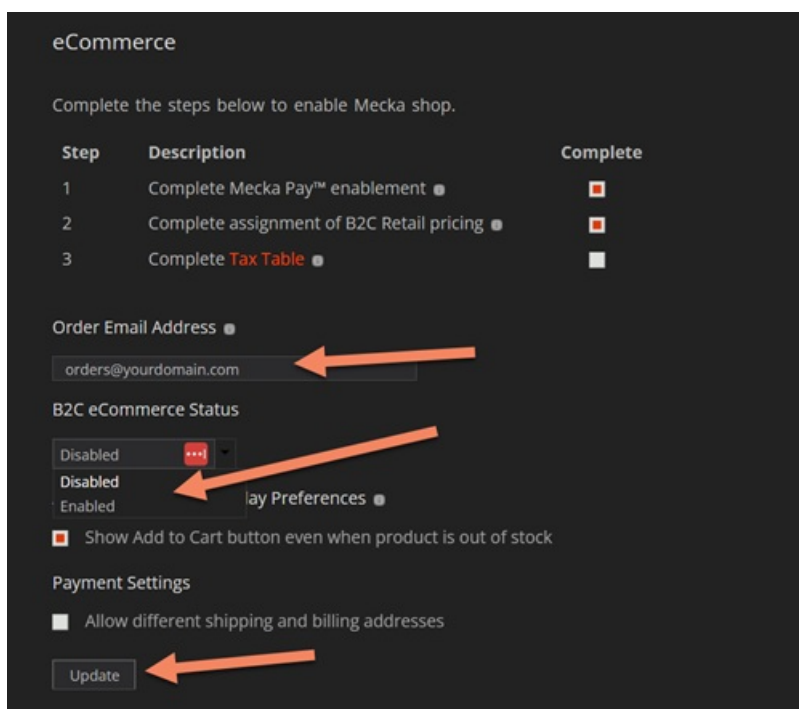 eCommerce
Complete the steps below to enable Mecka shop.
Step Description Complete
1 Complete Mecka Pay™ enablement
2 Complete assignment of B2C Retail pricing
3 Complete Tax Table
Order Email Address
orders@yourdomain.com
B2C eCommerce Status
Disabled
Disabled
Enabled
lay Preferences
Show Add to Cart button even when product is out of stock
Payment Settings
Allow different shipping and billing addresses
Update